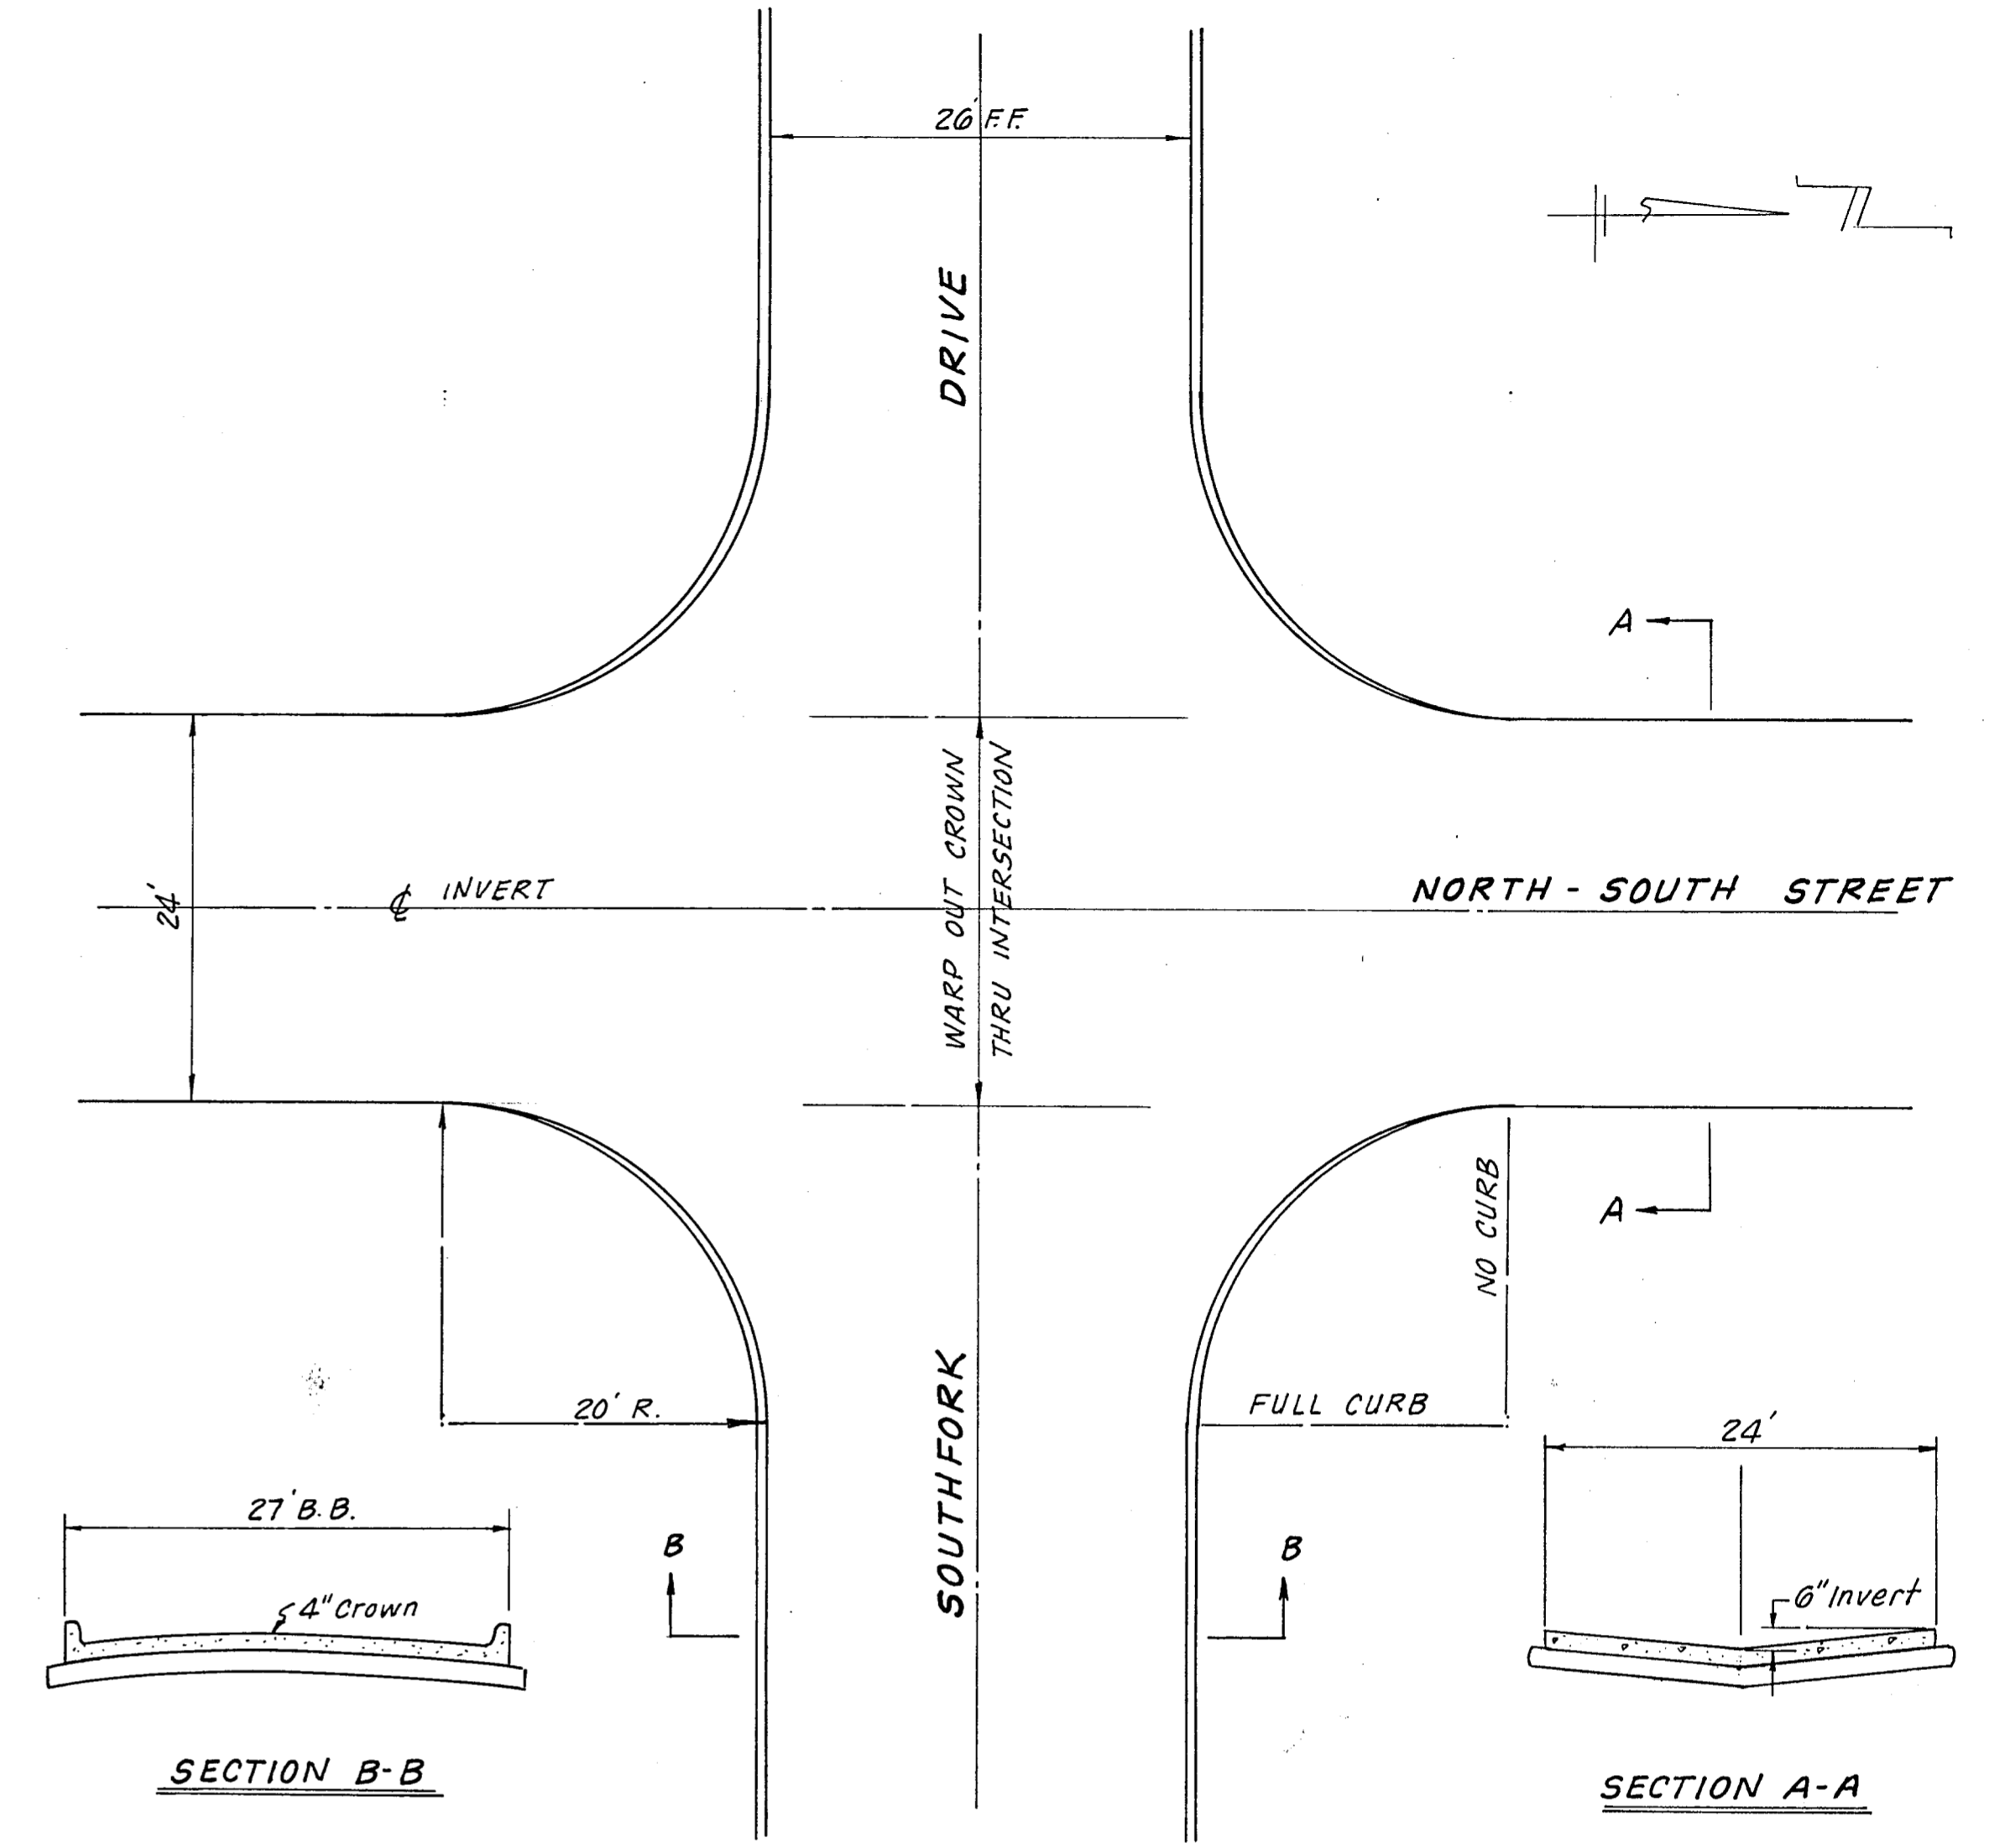 26' F.F.
N
DRIVE
A
WARP OUT CROWN
THRU INTERSECTION
24'
℄ INVERT
NORTH - SOUTH STREET
NO CURB
A
20' R.
FULL CURB
SOUTHFORK
24'
27' B.B.
B
B
4" Crown
6" Invert
SECTION B-B
SECTION A-A